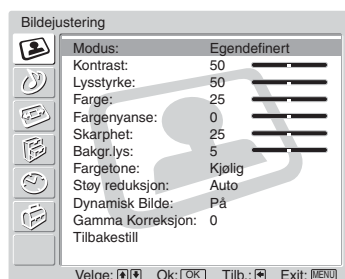 Bildejustering
Modus: Egendefinert
Kontrast: 50
Lysstyrke: 50
Farge: 25
Fargenyanse: 0
Skarphet: 25
Bakgr.lys: 5
Fargetone: Kjølig
Støy reduksjon: Auto
Dynamisk Bilde: På
Gamma Korreksjon: 0
Tilbakestill
Velge: Ok: OK Tilb.: Exit: MENU